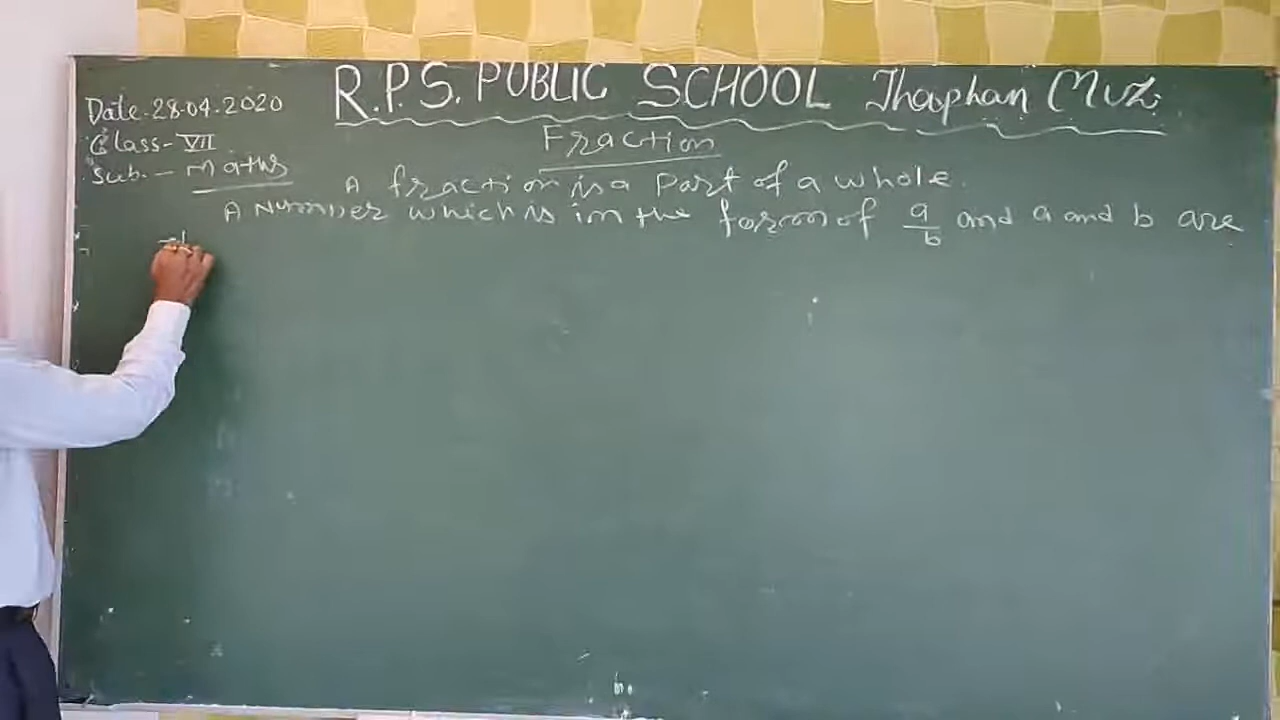 R.P.S. PUBLIC SCHOOL Jhaphan Muz.
Date.28.04.2020
Class-VII
Sub. - Maths
Fraction
A fraction is a Part of a whole.
A Number which is in the form of a/b and a and b are